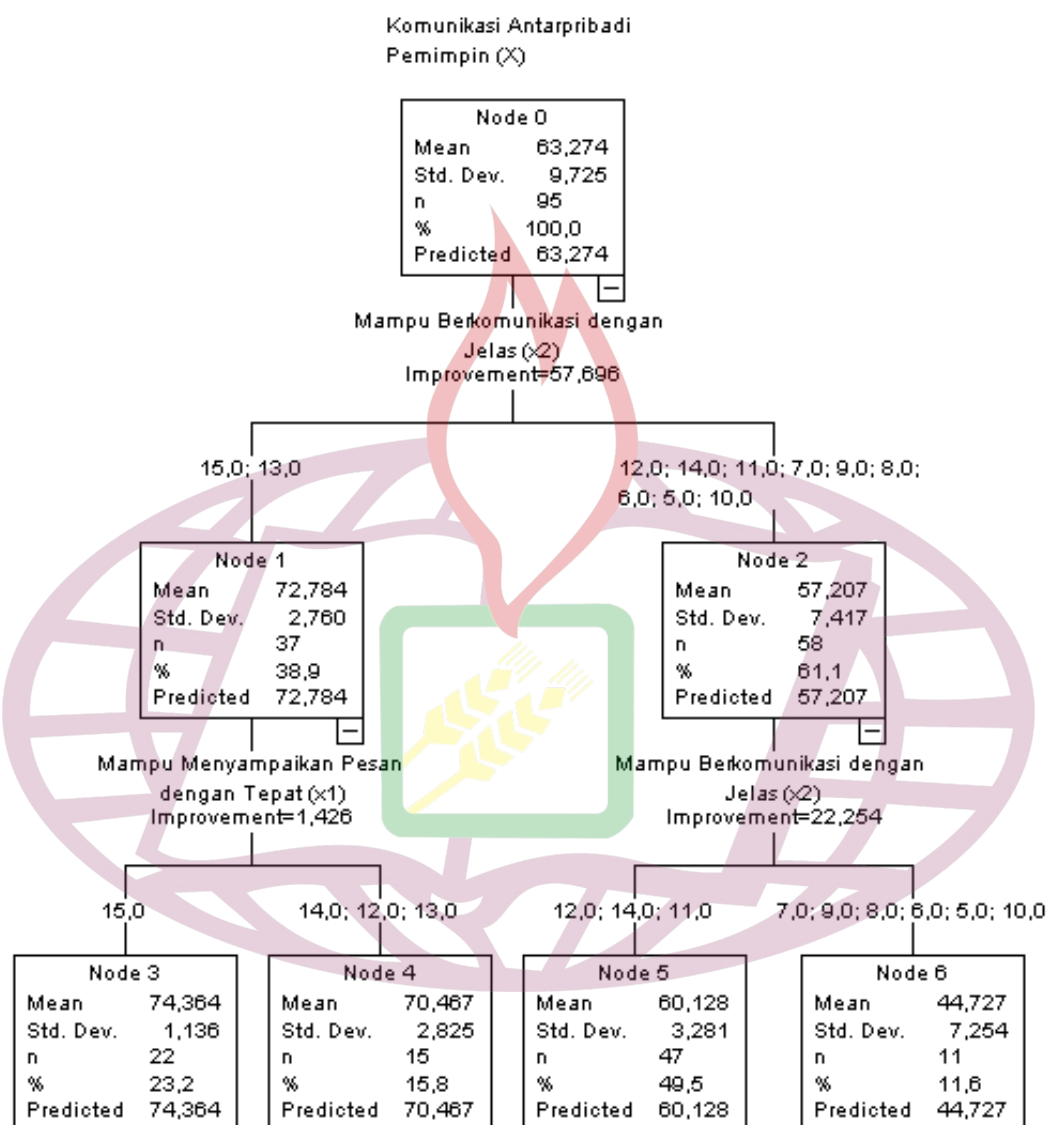 Komunikasi Antarpribadi
Pemimpin (X)
Node 0
Mean 63,274
Std. Dev. 9,725
n 95
% 100,0
Predicted 63,274
Mampu Berkomunikasi dengan
Jelas (x2)
Improvement=57,696
15,0; 13,0
12,0; 14,0; 11,0; 7,0; 9,0; 8,0;
6,0; 5,0; 10,0
Node 1
Mean 72,784
Std. Dev. 2,760
n 37
% 38,9
Predicted 72,784
Node 2
Mean 57,207
Std. Dev. 7,417
n 58
% 61,1
Predicted 57,207
Mampu Menyampaikan Pesan
dengan Tepat (x1)
Improvement=1,426
Mampu Berkomunikasi dengan
Jelas (x2)
Improvement=22,254
15,0
14,0; 12,0; 13,0
12,0; 14,0; 11,0
7,0; 9,0; 8,0; 6,0; 5,0; 10,0
Node 3
Mean 74,364
Std. Dev. 1,136
n 22
% 23,2
Predicted 74,364
Node 4
Mean 70,467
Std. Dev. 2,825
n 15
% 15,8
Predicted 70,467
Node 5
Mean 60,128
Std. Dev. 3,281
n 47
% 49,5
Predicted 60,128
Node 6
Mean 44,727
Std. Dev. 7,254
n 11
% 11,6
Predicted 44,727